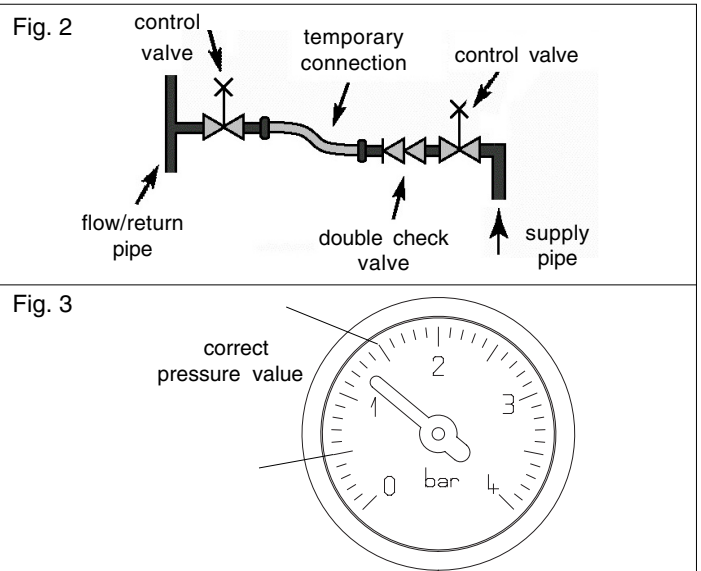 Fig. 2
control
valve
temporary
connection
control valve
flow/return
pipe
double check
valve
supply
pipe
Fig. 3
correct
pressure value
0
1
2
3
4
bar